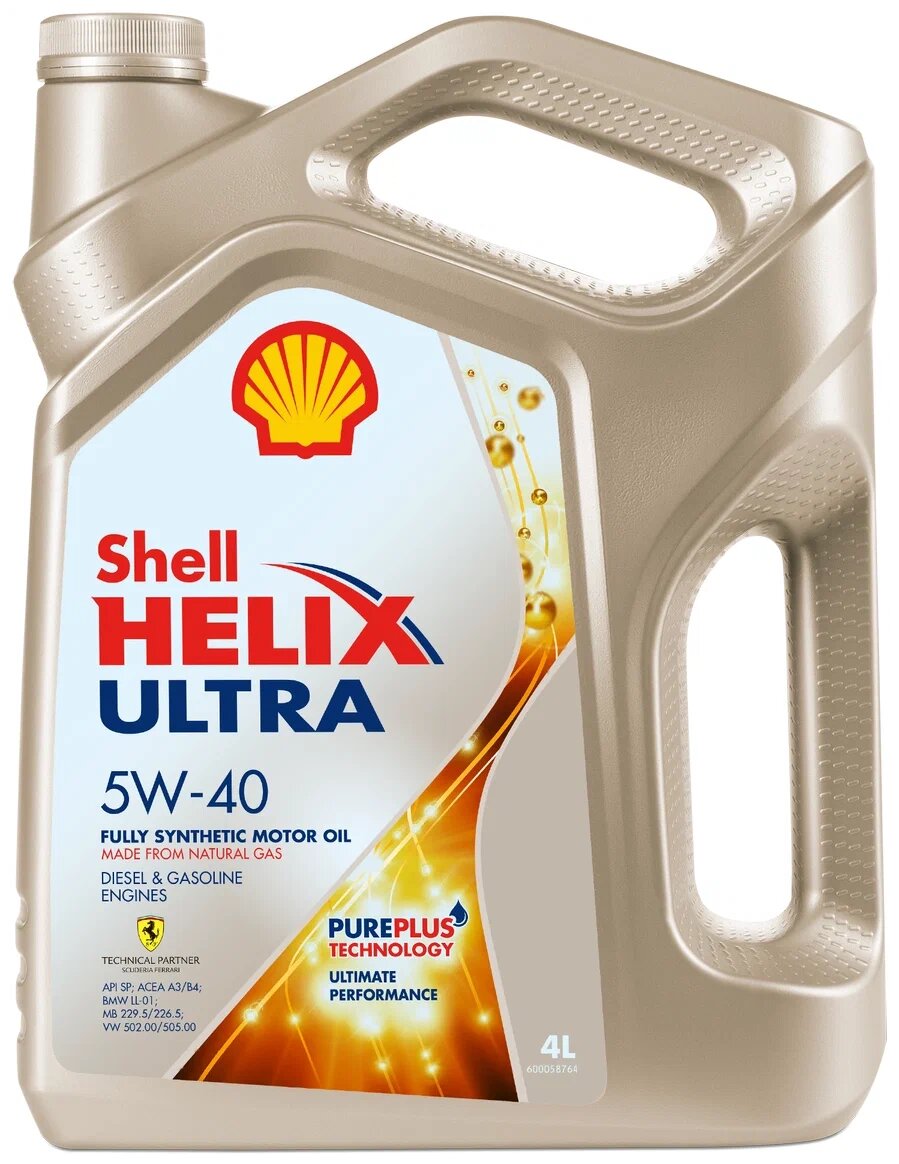 Shell
HELIX
ULTRA
5W-40
FULLY SYNTHETIC MOTOR OIL
MADE FROM NATURAL GAS
DIESEL & GASOLINE
ENGINES
TECHNICAL PARTNER
SCUDERIA FERRARI
API SP; ACEA A3/B4;
BMW LL-01;
MB 229.5/226.5;
VW 502.00/505.00
PUREPLUS
TECHNOLOGY
ULTIMATE
PERFORMANCE
4L
600058764